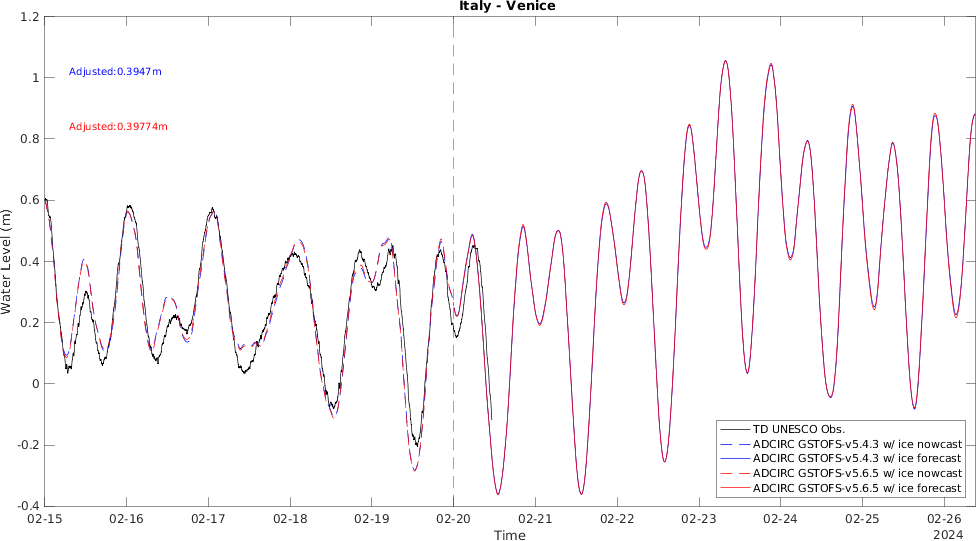 Italy - Venice
1.2
1
0.8
0.6
0.4
0.2
0
-0.2
-0.4
Water Level (m)
Adjusted:0.3947m
Adjusted:0.39774m
TD UNESCO Obs.
ADCIRC GSTOFS-v5.4.3 w/ ice nowcast
ADCIRC GSTOFS-v5.4.3 w/ ice forecast
ADCIRC GSTOFS-v5.6.5 w/ ice nowcast
ADCIRC GSTOFS-v5.6.5 w/ ice forecast
02-15 02-16 02-17 02-18 02-19 02-20 02-21 02-22 02-23 02-24 02-25 02-26
Time
2024